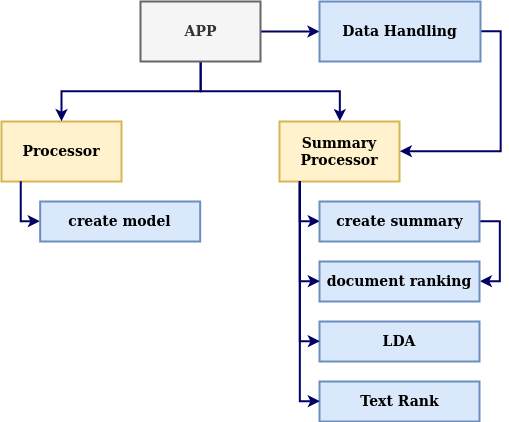 APP
Data Handling
Processor
Summary
Processor
create model
create summary
document ranking
LDA
Text Rank